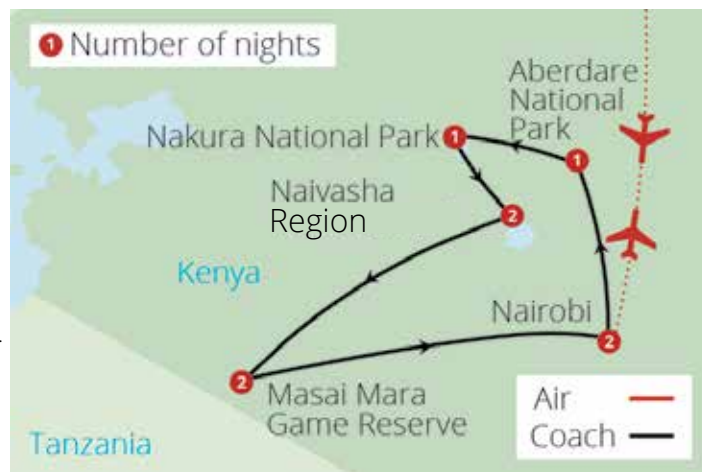 1 Number of nights
Aberdare
National
Park
1
Nakura National Park 1
Naivasha
Region
2
Kenya
Nairobi
2
2
Masai Mara
Game Reserve
Tanzania
Air
Coach